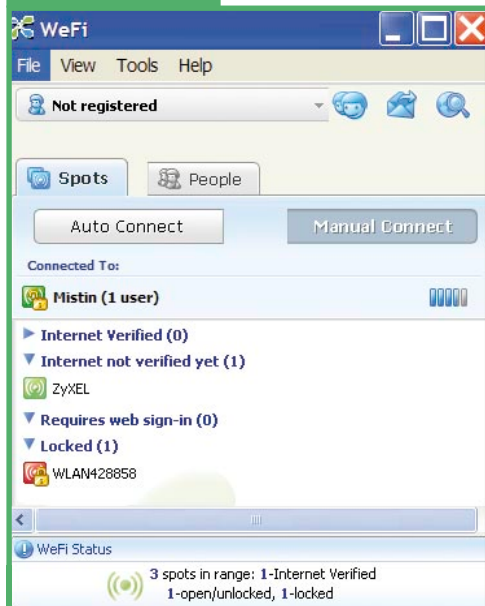 WeFi
File View Tools Help
Not registered
Spots People
Auto Connect Manual Connect
Connected To:
Mistin (1 user)
Internet Verified (0)
Internet not verified yet (1)
ZyXEL
Requires web sign-in (0)
Locked (1)
WLAN428858
WeFi Status
3 spots in range: 1-Internet Verified
1-open/unlocked, 1-locked